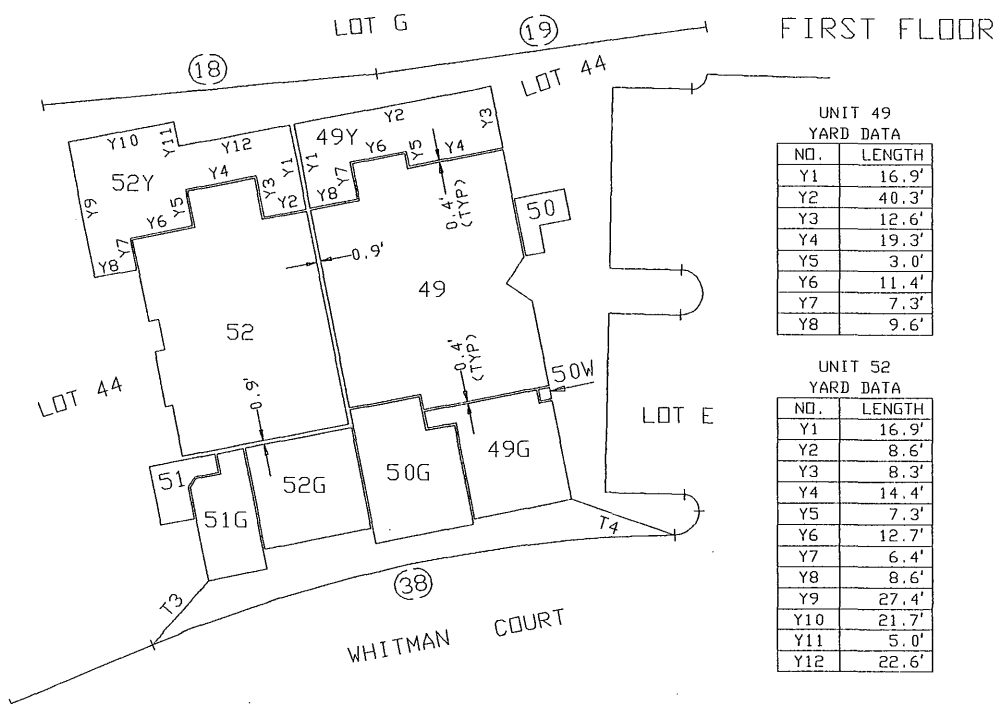 LOT G
FIRST FLOOR
18
19
LOT 44
Y10
Y11
Y12
52Y
Y4
Y3
Y1
Y2
Y5
Y6
Y7
Y8
Y9
49Y
Y2
Y3
Y1
Y6
Y5
Y4
Y7
Y8
0.4'
(TYP)
50
0.9'
49
52
0.4'
(TYP)
50W
LOT 44
0.9'
LOT E
51
51G
52G
50G
49G
T4
T3
38
WHITMAN COURT
UNIT 49
YARD DATA
NO. LENGTH
Y1 16.9'
Y2 40.3'
Y3 12.6'
Y4 19.3'
Y5 3.0'
Y6 11.4'
Y7 7.3'
Y8 9.6'
UNIT 52
YARD DATA
NO. LENGTH
Y1 16.9'
Y2 8.6'
Y3 8.3'
Y4 14.4'
Y5 7.3'
Y6 12.7'
Y7 6.4'
Y8 8.6'
Y9 27.4'
Y10 21.7'
Y11 5.0'
Y12 22.6'